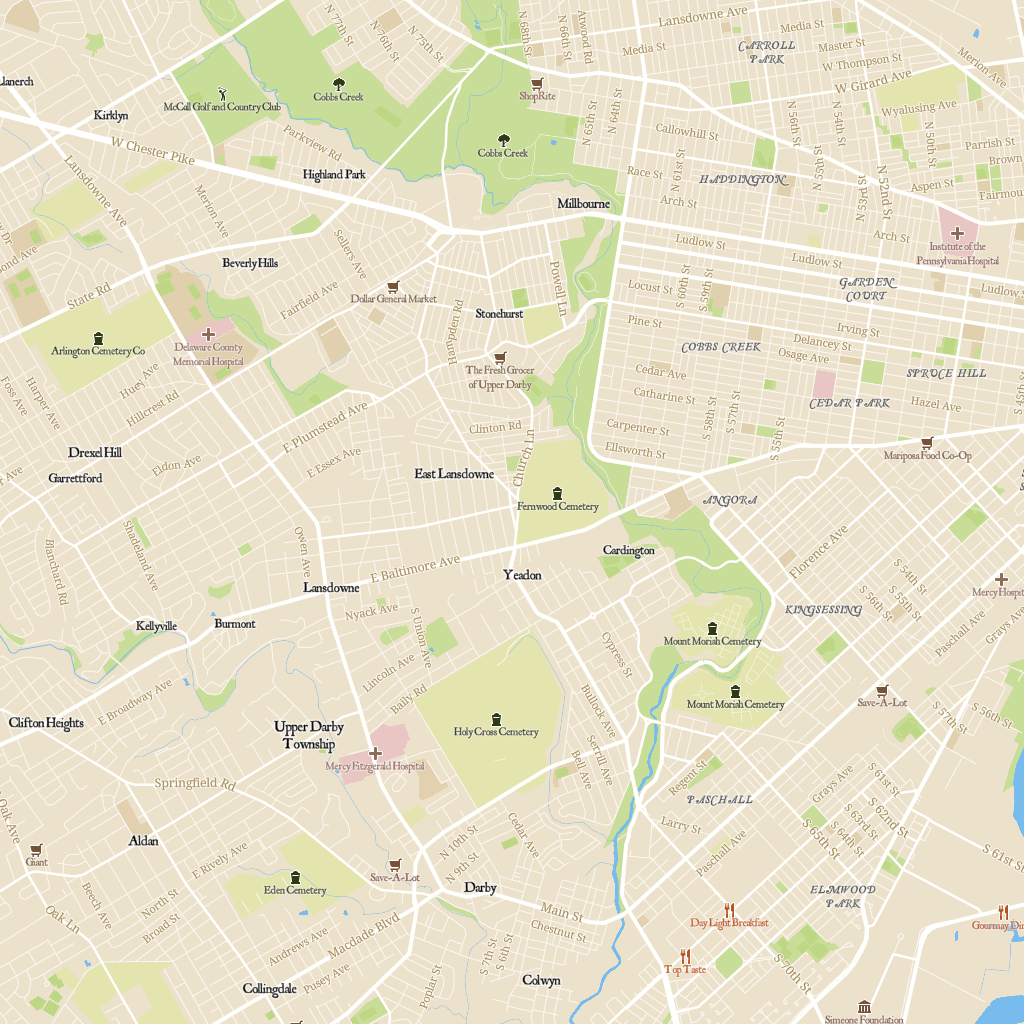 N 77th St
N 76th St
N 75th St
N 68th St
N 66th St
Atwood Rd
Lansdowne Ave
Media St
Media St
CARROLL
PARK
Master St
W Thompson St
Merion Ave
W Girard Ave
Llanerch
Kirklyn
McCall Golf and Country Club
Cobbs Creek
ShopRite
N 65th St
N 64th St
Wyalusing Ave
N 56th St
N 54th St
N 50th St
Callowhill St
Parrish St
Brown
W Chester Pike
Parkview Rd
Cobbs Creek
Highland Park
Race St
N 61st St
HADDINGTON
N 55th St
N 53rd St
N 52nd St
Aspen St
Fairmou
Lansdowne Ave
Merion Ave
Millbourne
Arch St
Arch St
Institute of the
Pennsylvania Hospital
Sellers Ave
Beverly Hills
Ludlow St
Ludlow St
Ludlow S
GARDEN
COURT
State Rd
Fairfield Ave
Dollar General Market
Powell Ln
Locust St
N 60th St
N 59th St
Hampden Rd
Stonehurst
Pine St
Irving St
Delancey St
Osage Ave
COBBS CREEK
Arlington Cemetery Co
Delaware County
Memorial Hospital
The Fresh Grocer
of Upper Darby
Cedar Ave
SPRUCE HILL
Foss Ave
Harper Ave
Huey Ave
Hillcrest Rd
Catharine St
N 58th St
N 57th St
CEDAR PARK
Hazel Ave
S 45th
E Plumstead Ave
Clinton Rd
Church Ln
Carpenter St
Ellsworth St
S 55th St
Mariposa Food Co-Op
Drexel Hill
Garrettford
Eldon Ave
E Essex Ave
East Lansdowne
Fernwood Cemetery
ANGORA
Blanchard Rd
Shadeland Ave
Owen Ave
Cardington
Florence Ave
Lansdowne
E Baltimore Ave
Yeadon
S 54th St
S 55th St
S 56th St
Mercy Hospit
Kellyville
Burmont
Nyack Ave
S Union Ave
Cypress St
KINGSESSING
Mount Moriah Cemetery
Paschall Ave
Grays Ave
Lincoln Ave
Baily Rd
E Broadway Ave
Bullock Ave
Mount Moriah Cemetery
Save-A-Lot
S 57th St
S 56th St
Clifton Heights
Upper Darby
Township
Holy Cross Cemetery
Mercy Fitzgerald Hospital
Serrill Ave
Bell Ave
Springfield Rd
Regent St
PASCHALL
Grays Ave
S 61st St
S 62nd St
S 63rd St
S 64th St
S 65th St
S 61st St
Oak Ave
Aldan
Giant
N 10th St
N 9th St
Cedar Ave
Larry St
Paschall Ave
E Rively Ave
Save-A-Lot
Darby
Eden Cemetery
ELMWOOD
PARK
Beech Ave
Oak Ln
North St
Broad St
Main St
Chestnut St
Day Light Breakfast
Gourmay Din
Macdade Blvd
Andrews Ave
Pusey Ave
S 7th St
S 6th St
Poplar St
Colwyn
Top Taste
S 70th St
Collingdale
Simeone Foundation